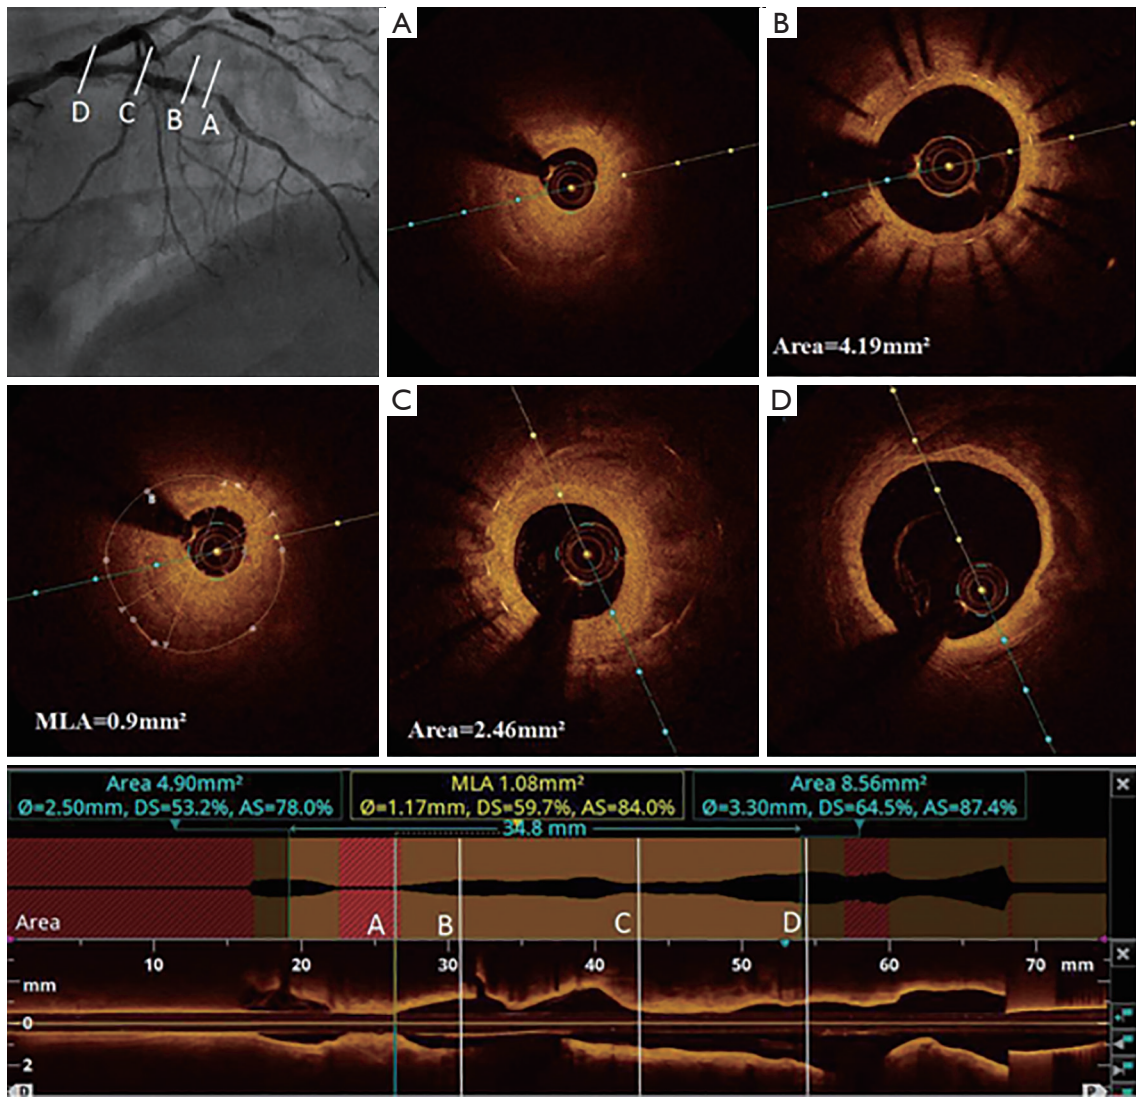 A
B
D
C
B
A
Area=4.19mm²
C
D
B
MLA=0.9mm²
Area=2.46mm²
Area 4.90mm²
Ø=2.50mm, DS=53.2%, AS=78.0%
MLA 1.08mm²
Ø=1.17mm, DS=59.7%, AS=84.0%
Area 8.56mm²
Ø=3.30mm, DS=64.5%, AS=87.4%
34.8 mm
Area
A
B
C
D
10
20
30
40
50
60
70
mm
mm
0
2
D
P